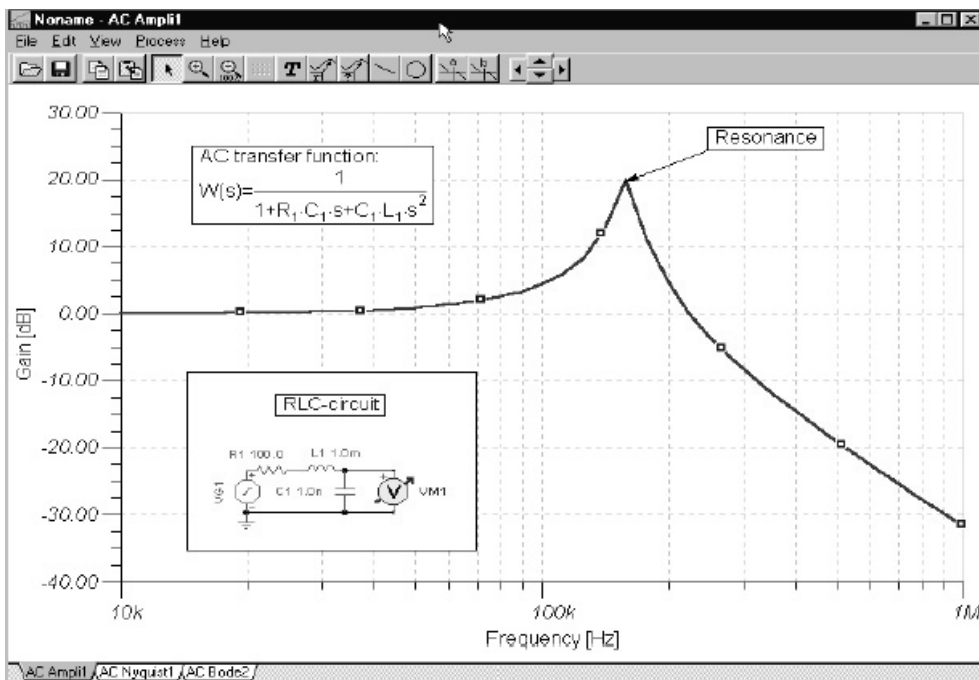 Noname - AC Ampli1
File Edit View Process Help
T
30.00
20.00
10.00
0.00
-10.00
-20.00
-30.00
-40.00
Gain [dB]
AC transfer function:
W(s)=1/(1+R₁·C₁·s+C₁·L₁·s²)
Resonance
RLC-circuit
R1 100.0 L1 1.0m
VG1 C1 1.0n + V VM1
10k 100k 1M
Frequency [Hz]
AC Ampli1 AC Nyquist1 AC Bode2